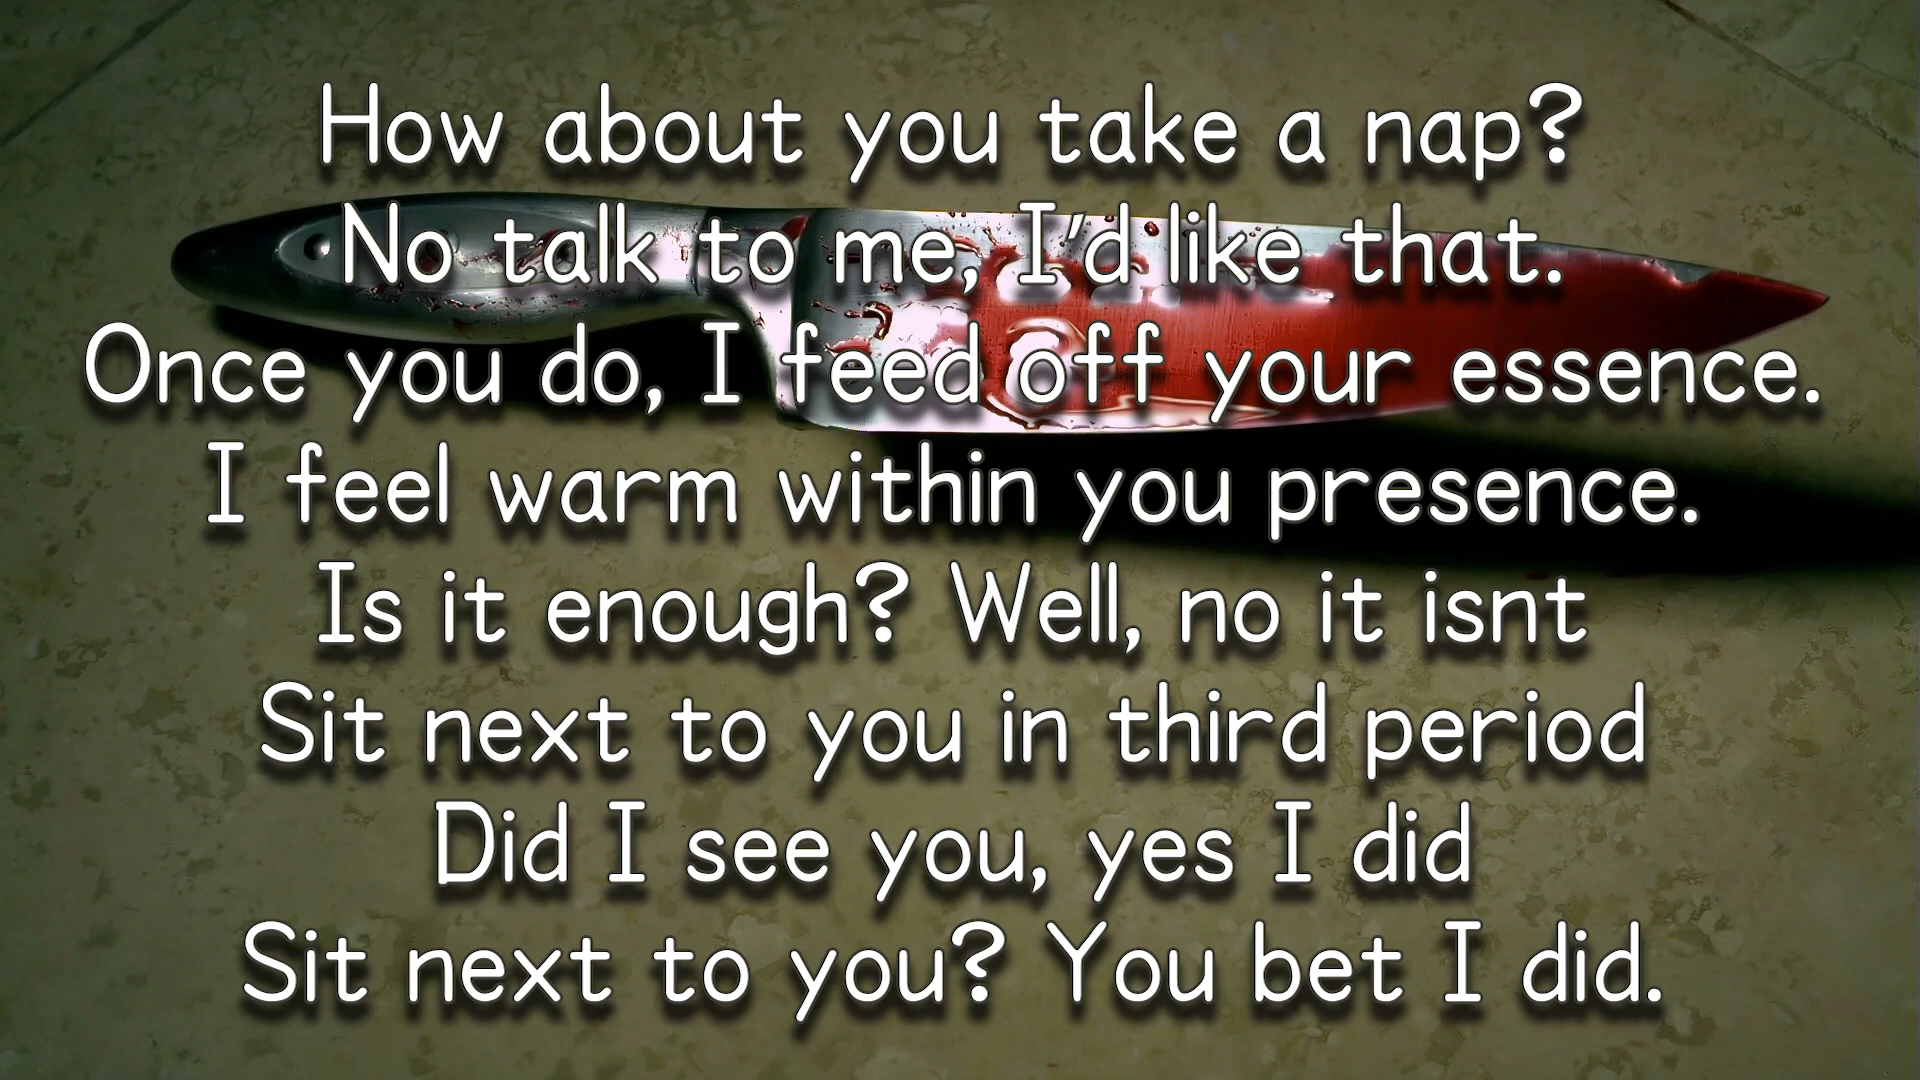 How about you take a nap?
No talk to me, I'd like that.
Once you do, I feed off your essence.
I feel warm within you presence.
Is it enough? Well, no it isnt
Sit next to you in third period
Did I see you, yes I did
Sit next to you? You bet I did.